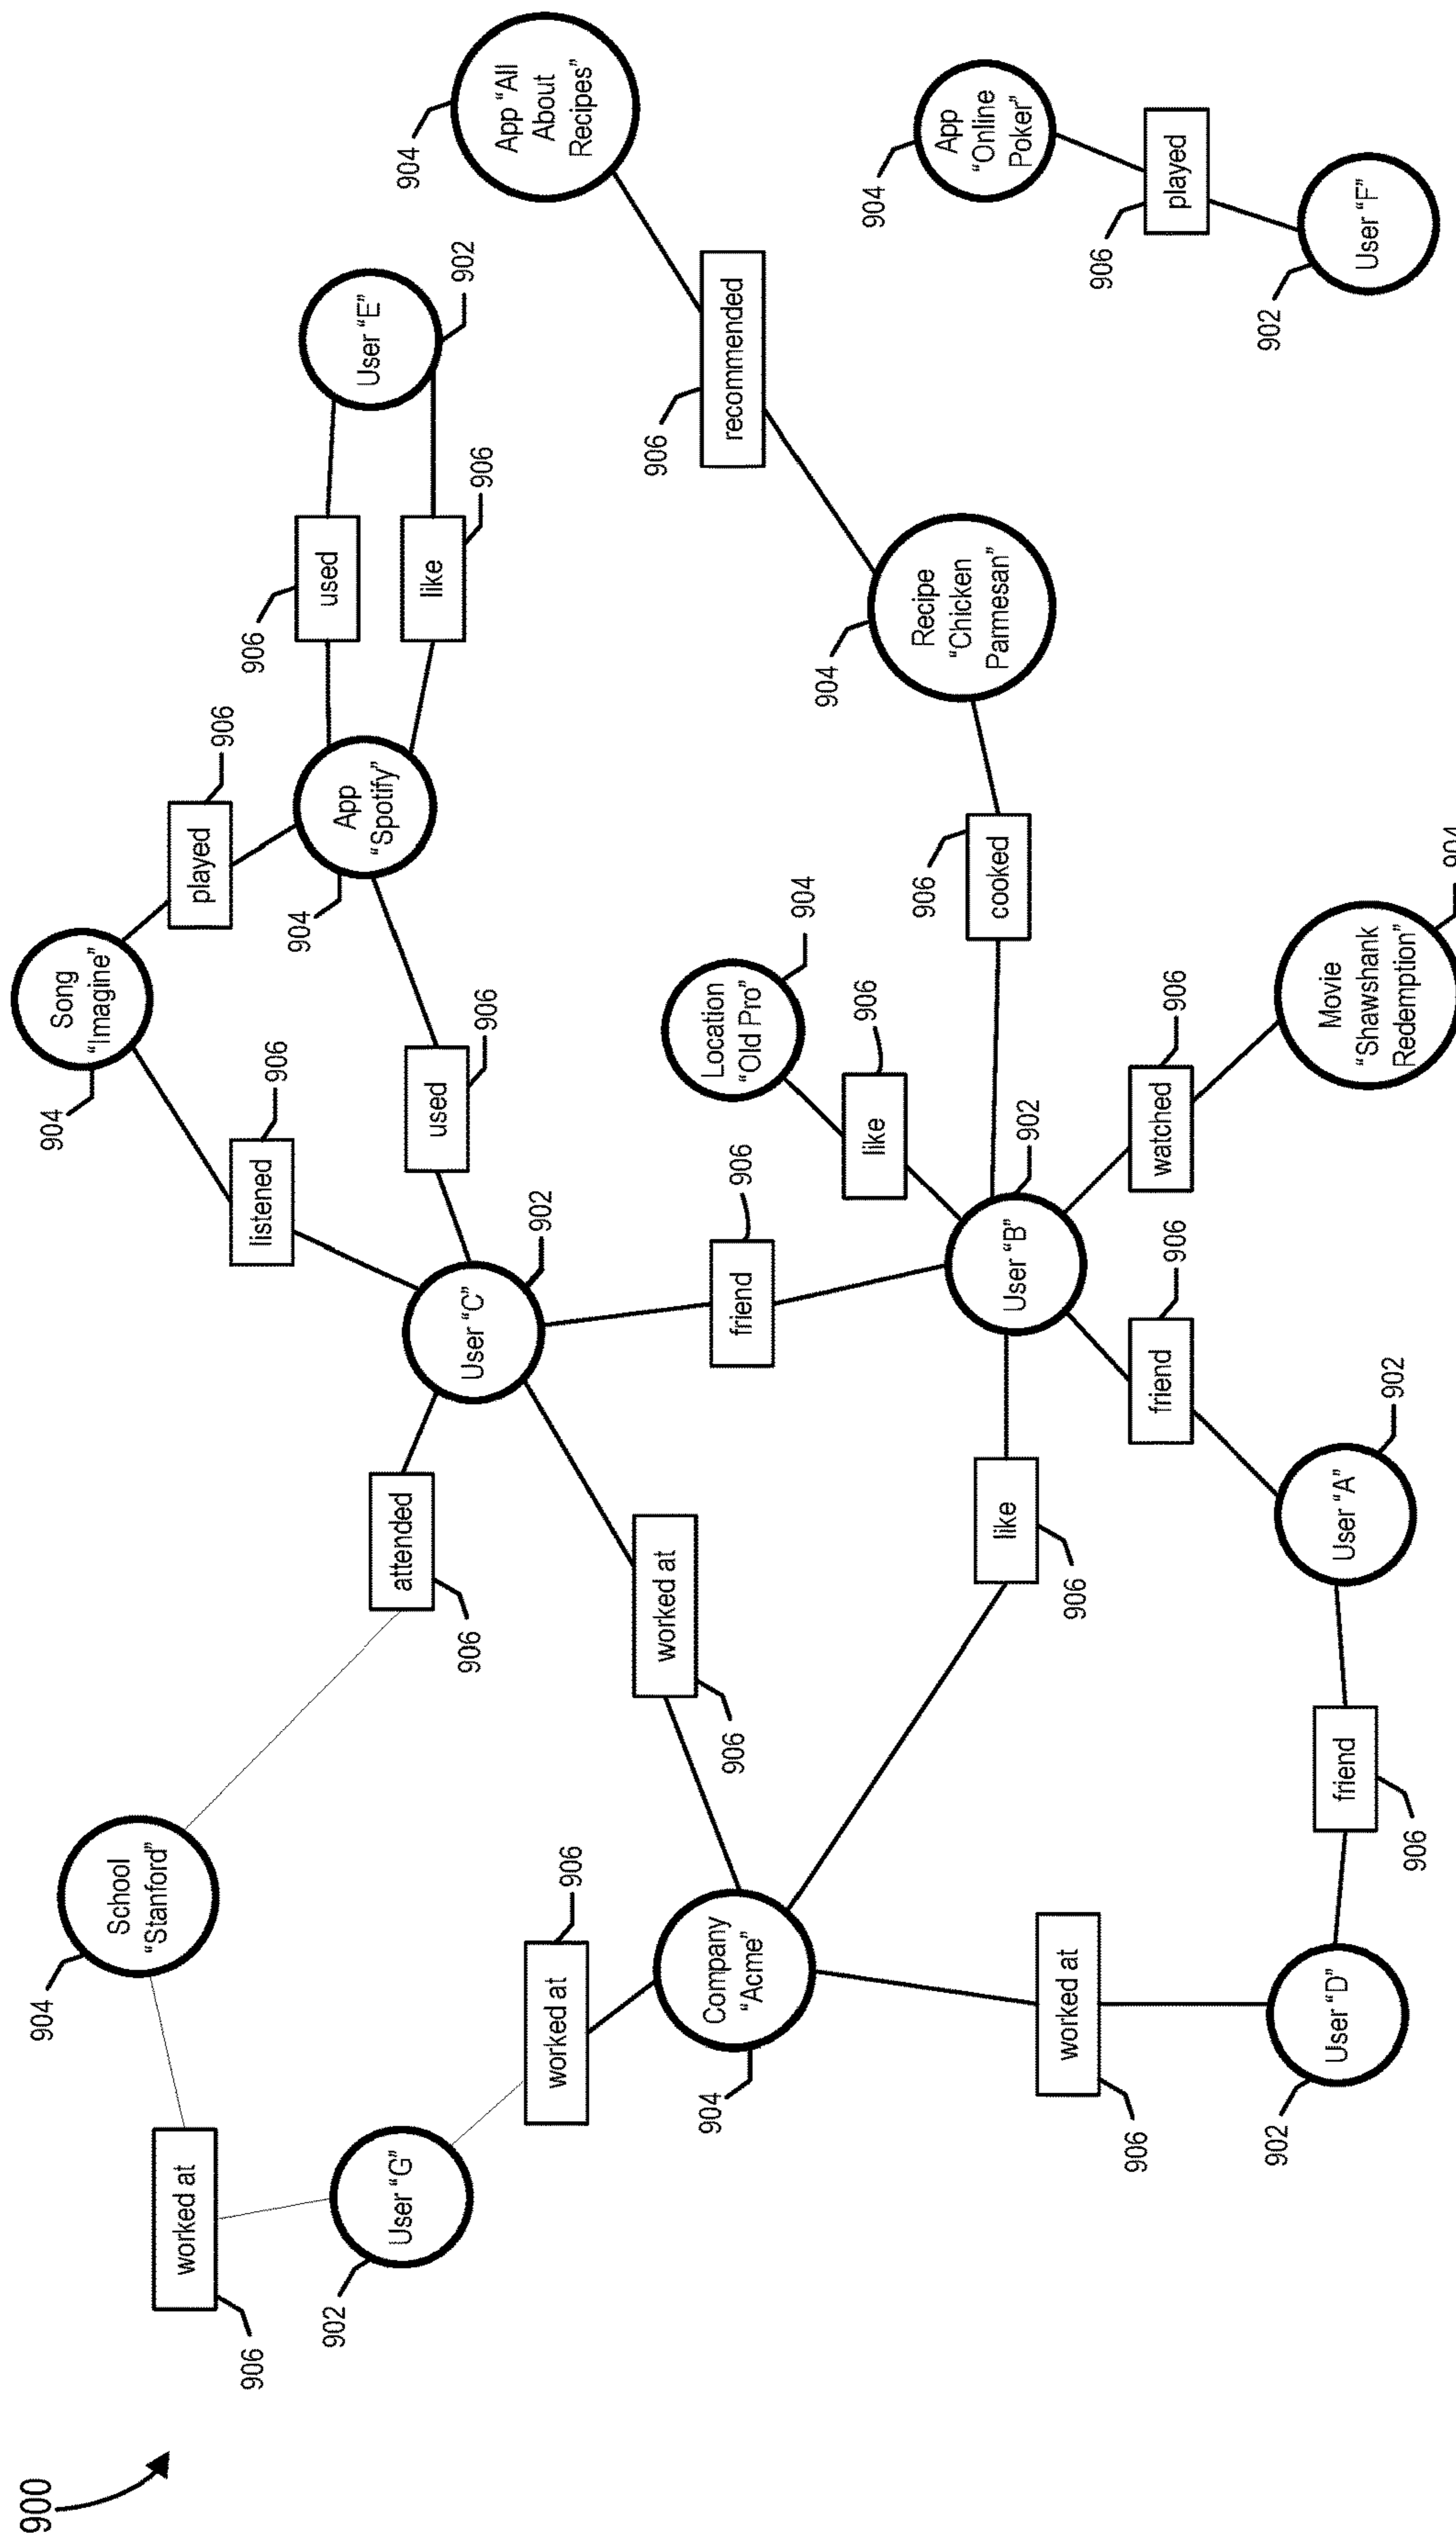 900
904
School
“Stanford”
worked at
906
904
Song
“Imagine”
played
906
attended
906
listened
906
902
User “G”
904
App
“Spotify”
906
used
like
906
User “E”
902
906
worked at
User “C”
902
used
906
904
App “All
About
Recipes”
904
Company
“Acme”
worked at
906
friend
906
Location
“Old Pro”
904
906
recommended
like
906
like
906
User “B”
902
906
cooked
904
Recipe
“Chicken
Parmesan”
904
App
“Online
Poker”
worked at
906
friend
906
watched
906
906
played
902
User “D”
friend
906
User “A”
902
Movie
“Shawshank
Redemption”
904
902
User “F”